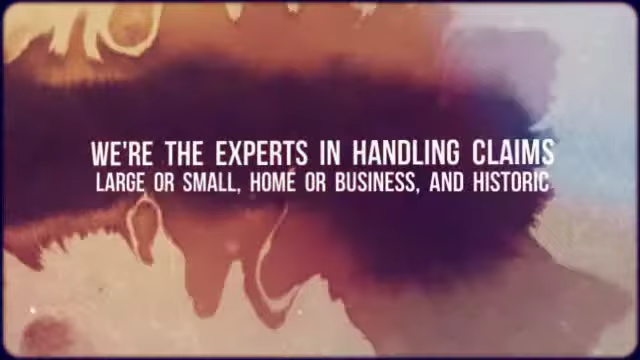 WE'RE THE EXPERTS IN HANDLING CLAIMS
LARGE OR SMALL, HOME OR BUSINESS, AND HISTORIC